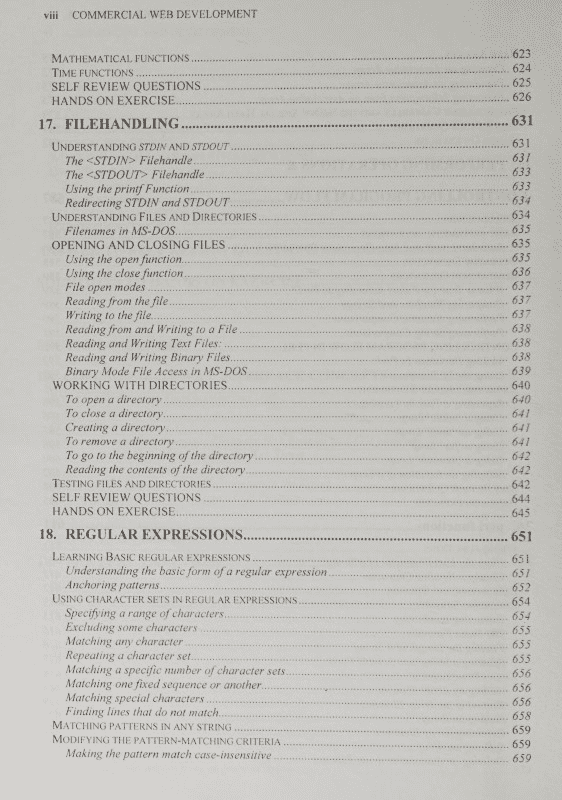 viii COMMERCIAL WEB DEVELOPMENT
MATHEMATICAL FUNCTIONS 623
TIME FUNCTIONS 624
SELF REVIEW QUESTIONS 625
HANDS ON EXERCISE 626
17. FILEHANDLING 631
UNDERSTANDING STDIN AND STDOUT 631
The <STDIN> Filehandle 631
The <STDOUT> Filehandle 633
Using the printf Function 633
Redirecting STDIN and STDOUT 634
UNDERSTANDING FILES AND DIRECTORIES 634
Filenames in MS-DOS 635
OPENING AND CLOSING FILES 635
Using the open function 635
Using the close function 636
File open modes 637
Reading from the file 637
Writing to the file 637
Reading from and Writing to a File 638
Reading and Writing Text Files: 638
Reading and Writing Binary Files 638
Binary Mode File Access in MS-DOS 639
WORKING WITH DIRECTORIES 640
To open a directory 640
To close a directory 641
Creating a directory 641
To remove a directory 641
To go to the beginning of the directory 642
Reading the contents of the directory 642
TESTING FILES AND DIRECTORIES 642
SELF REVIEW QUESTIONS 644
HANDS ON EXERCISE 645
18. REGULAR EXPRESSIONS 651
LEARNING BASIC REGULAR EXPRESSIONS 651
Understanding the basic form of a regular expression 651
Anchoring patterns 652
USING CHARACTER SETS IN REGULAR EXPRESSIONS 654
Specifying a range of characters 654
Excluding some characters 655
Matching any character 655
Repeating a character set 655
Matching a specific number of character sets 656
Matching one fixed sequence or another 656
Matching special characters 656
Finding lines that do not match 658
MATCHING PATTERNS IN ANY STRING 659
MODIFYING THE PATTERN-MATCHING CRITERIA 659
Making the pattern match case-insensitive 659